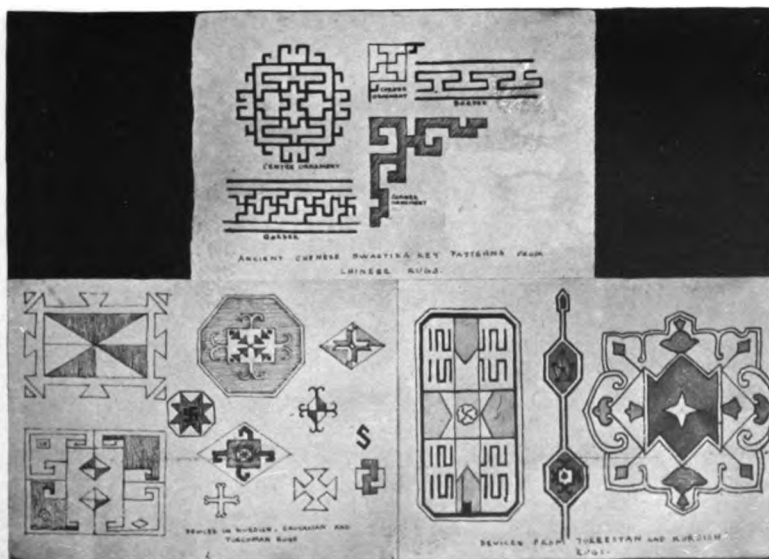 CORNER
ORNAMENT
BORDER
CENTRE ORNAMENT
CORNER
ORNAMENT
BORDER
ANCIENT CHINESE SWASTIKA KEY PATTERNS FROM
CHINESE RUGS.
DEVICES IN KURDISH, CAUCASIAN AND
TURCOMAN RUGS
DEVICES FROM TURKESTAN AND KURDISH
RUGS.